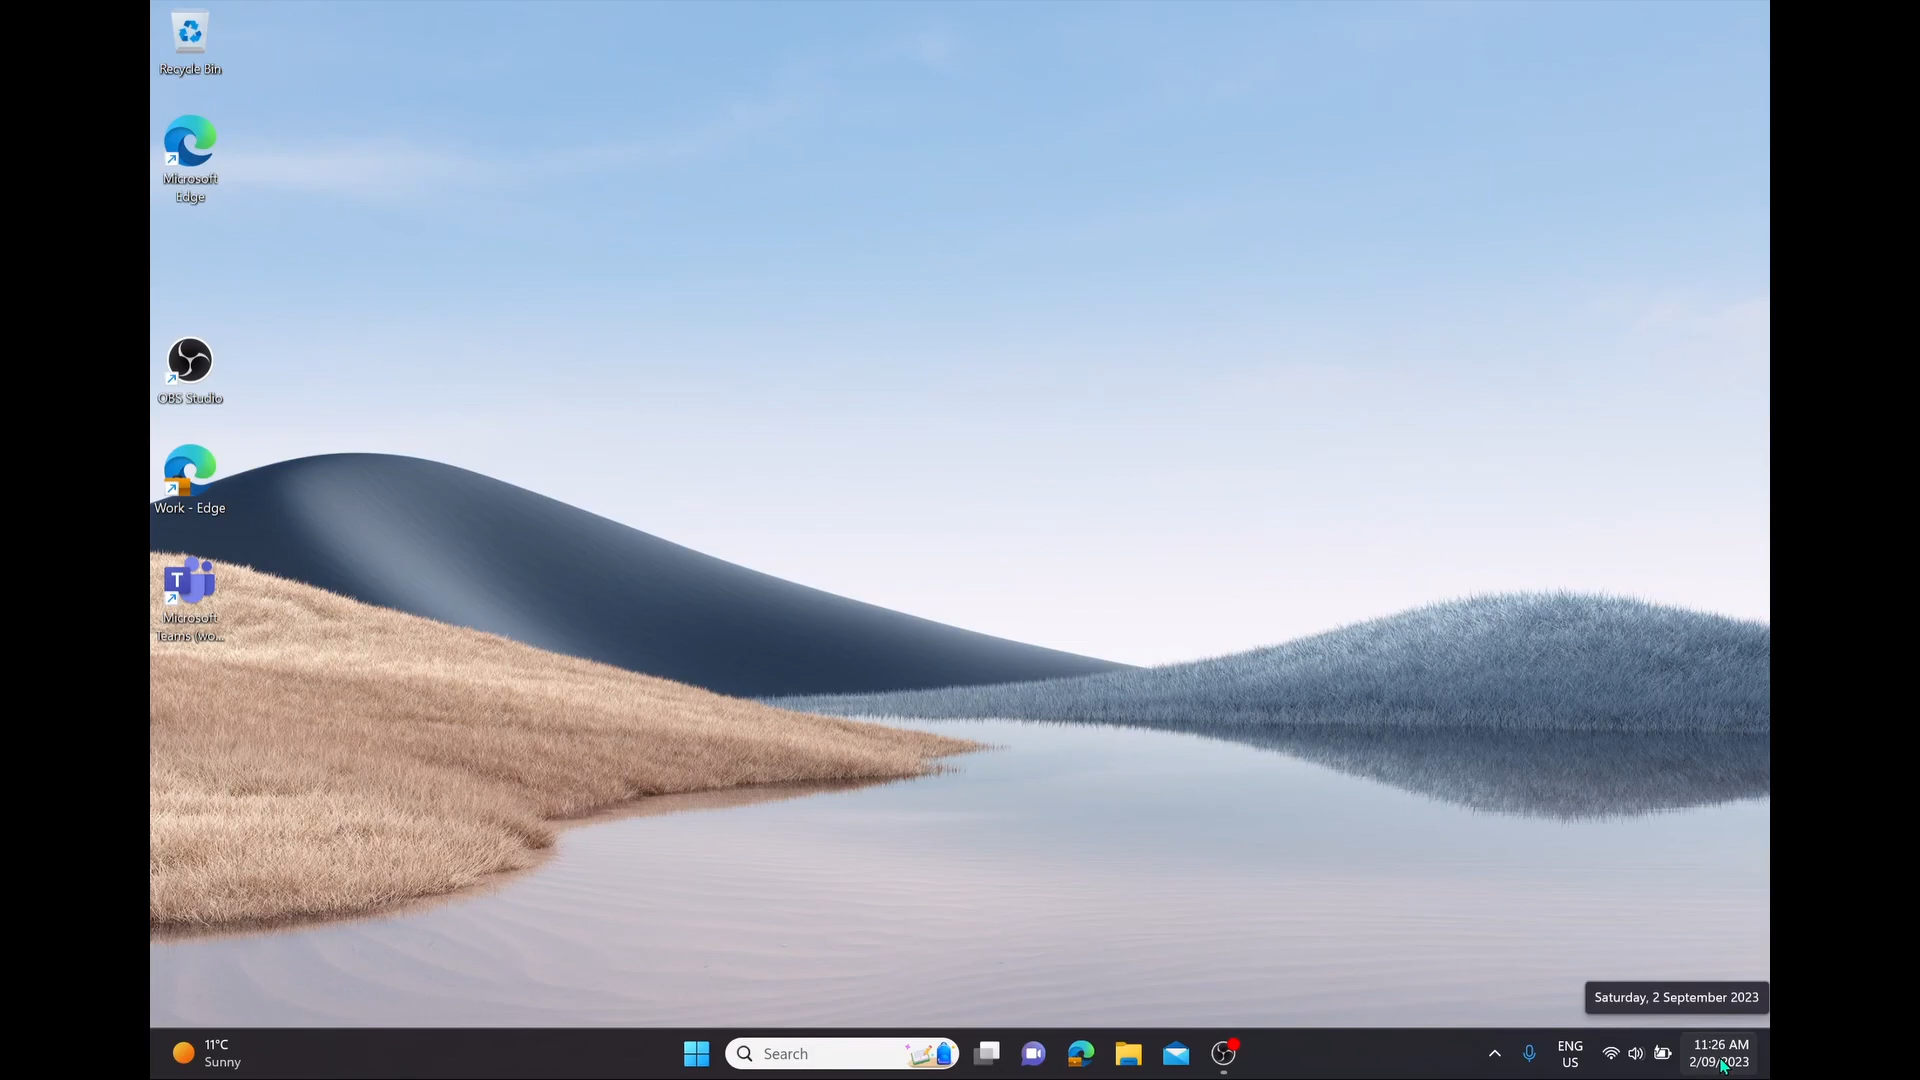 Recycle Bin
Microsoft
Edge
OBS Studio
Work - Edge
T
Microsoft
Teams (wo...
Saturday, 2 September 2023
11°C
Sunny
Search
ENG
US
11:26 AM
2/09/2023